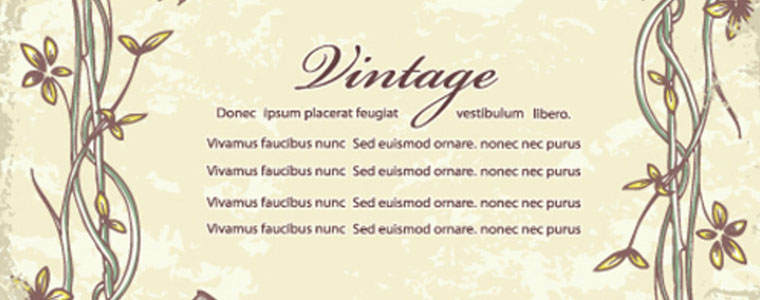 Vintage
Donec ipsum placerat feugiat vestibulum libero.
Vivamus faucibus nunc Sed euismod ornare. nonec nec purus
Vivamus faucibus nunc Sed euismod ornare. nonec nec purus
Vivamus faucibus nunc Sed euismod ornare. nonec nec purus
Vivamus faucibus nunc Sed euismod ornare. nonec nec purus